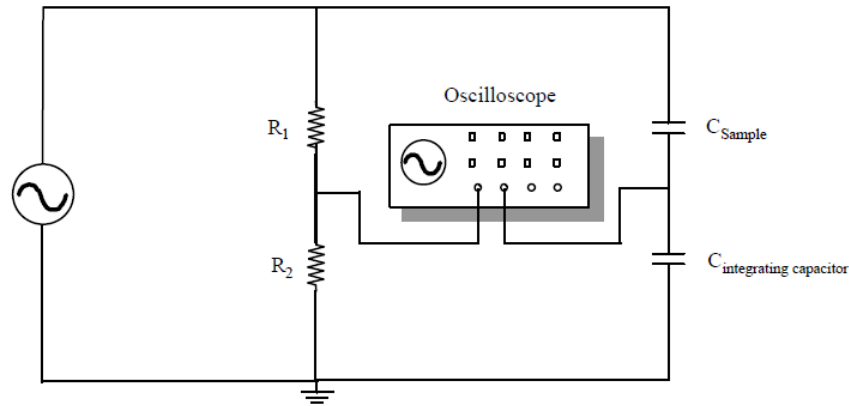 Oscilloscope
R1
CSample
R2
Cintegrating capacitor